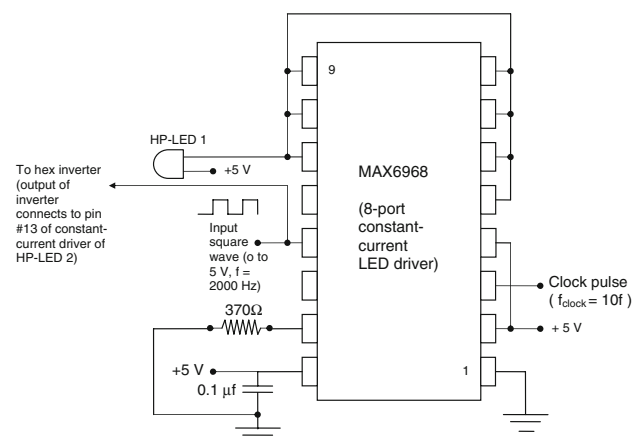 9
HP-LED 1
+5 V
To hex inverter
(output of
inverter
connects to pin
#13 of constant-
current driver of
HP-LED 2)
MAX6968
(8-port
constant-
current
LED driver)
Input
square
wave (o to
5 V, f =
2000 Hz)
Clock pulse
( fclock = 10f )
+ 5 V
370Ω
+5 V
0.1 μf
1